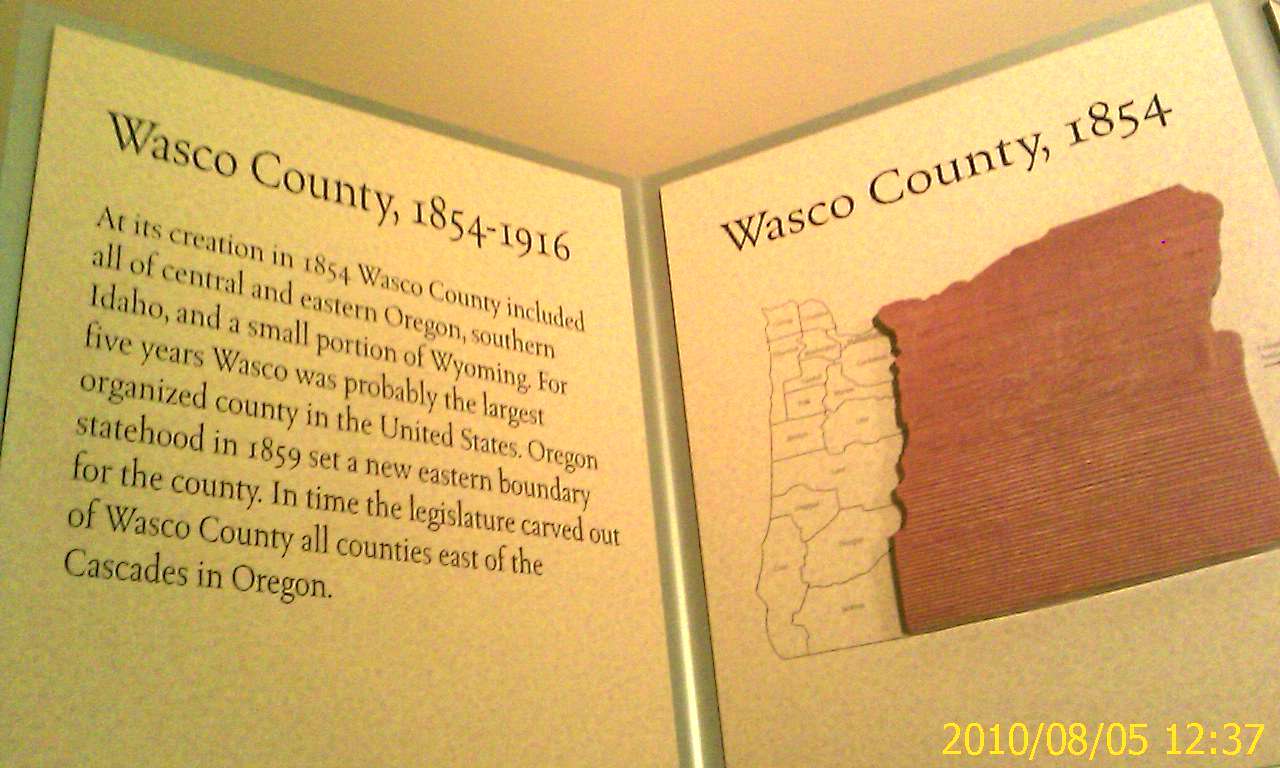 Wasco County, 1854-1916
At its creation in 1854 Wasco County included
all of central and eastern Oregon, southern
Idaho, and a small portion of Wyoming. For
five years Wasco was probably the largest
organized county in the United States. Oregon
statehood in 1859 set a new eastern boundary
for the county. In time the legislature carved out
of Wasco County all counties east of the
Cascades in Oregon.
Wasco County, 1854
2010/08/05 12:37